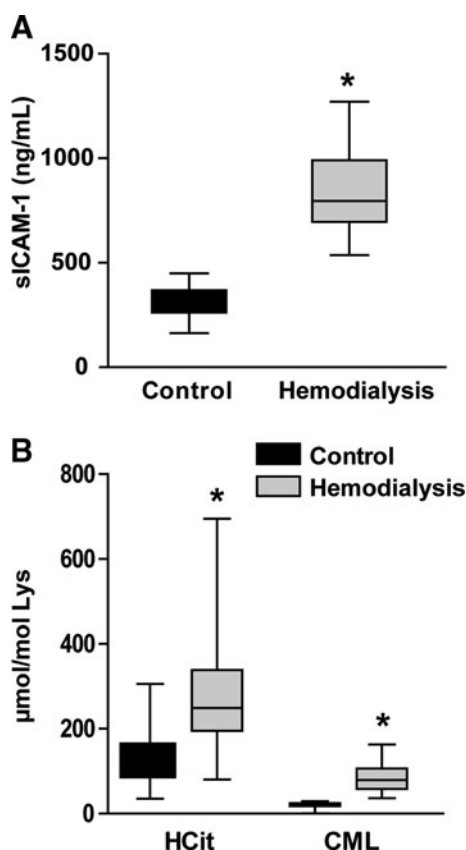 A
sICAM-1 (ng/mL)
1500
1000
500
0
*
Control
Hemodialysis
B
Control
Hemodialysis
µmol/mol Lys
800
600
400
200
0
*
*
HCit
CML